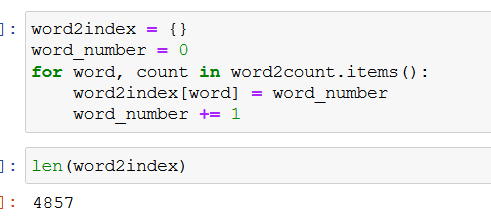 ]: word2index = {}
word_number = 0
for word, count in word2count.items():
    word2index[word] = word_number
    word_number += 1
]: len(word2index)
]: 4857